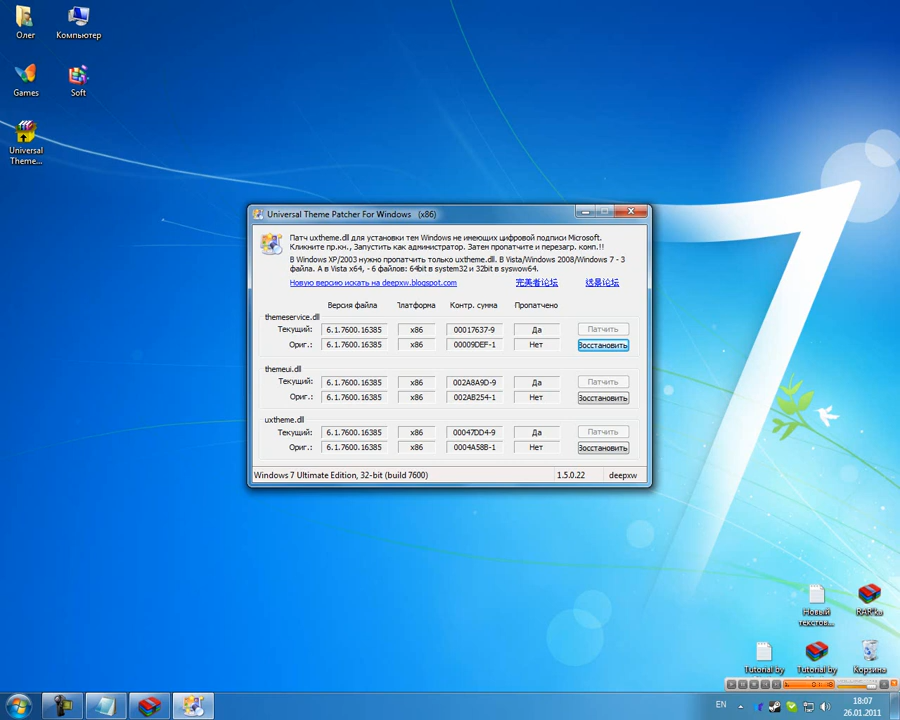 Олег
Компьютер
Games
Soft
Universal
Theme...
Universal Theme Patcher For Windows (x86)
Патч uxtheme.dll для установки тем Windows не имеющих цифровой подписи Microsoft.
Кликните пр.кн., Запустить как администратор. Затем пропатчите и перезагр. комп.!!
В Windows XP/2003 нужно пропатчить только uxtheme.dll. В Vista/Windows 2008/Windows 7 - 3
файла. А в Vista x64, - 6 файлов: 64bit в system32 и 32bit в syswow64.
Новую версию искать на deepxw.blogspot.com 完美者论坛 远景论坛
Версия файла Платформа Контр. сумма Пропатчено
themeservice.dll
Текущий: 6.1.7600.16385 x86 00017637-9 Да Патчить
Ориг.: 6.1.7600.16385 x86 00009DEF-1 Нет Восстановить
themeui.dll
Текущий: 6.1.7600.16385 x86 002A8A9D-9 Да Патчить
Ориг.: 6.1.7600.16385 x86 002AB254-1 Нет Восстановить
uxtheme.dll
Текущий: 6.1.7600.16385 x86 00047DD4-9 Да Патчить
Ориг.: 6.1.7600.16385 x86 0004A58B-1 Нет Восстановить
Windows 7 Ultimate Edition, 32-bit (build 7600) 1.5.0.22 deepxw
Новый
текстов...
RAR'ka
Tutorial by
Tutorial by
Корзина
EN
18:07
26.01.2011